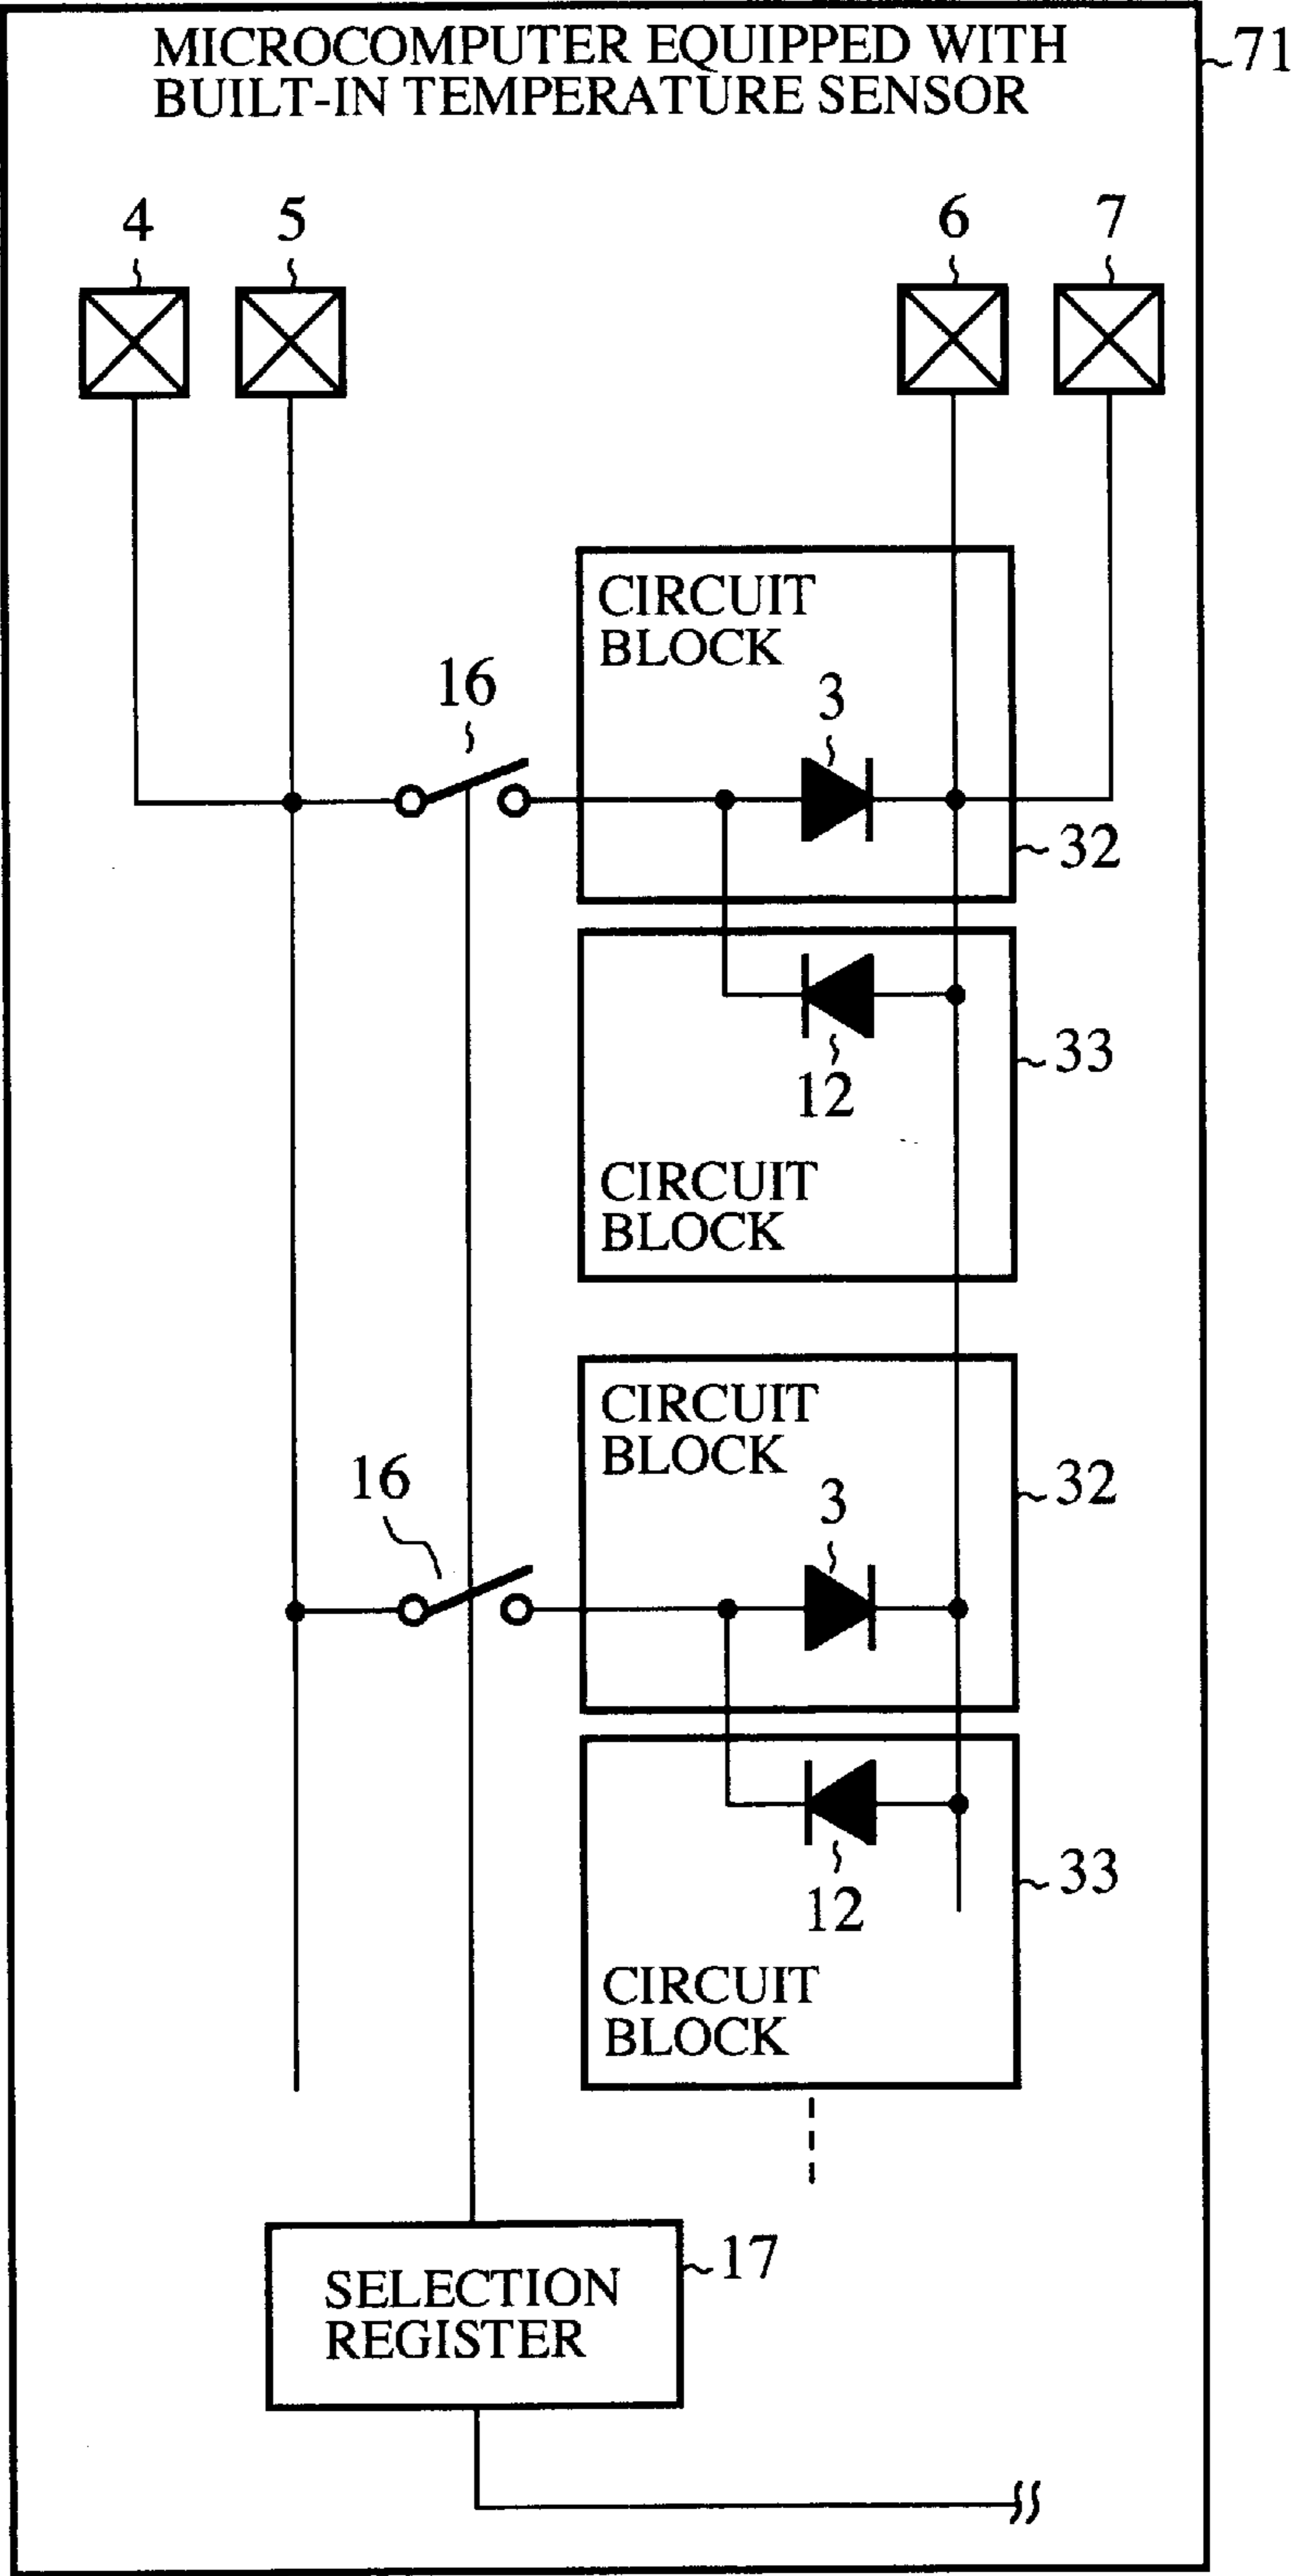 MICROCOMPUTER EQUIPPED WITH
BUILT-IN TEMPERATURE SENSOR
71
4
5
6
7
CIRCUIT
BLOCK
16
3
32
12
33
CIRCUIT
BLOCK
CIRCUIT
BLOCK
16
3
32
12
33
CIRCUIT
BLOCK
SELECTION
REGISTER
17